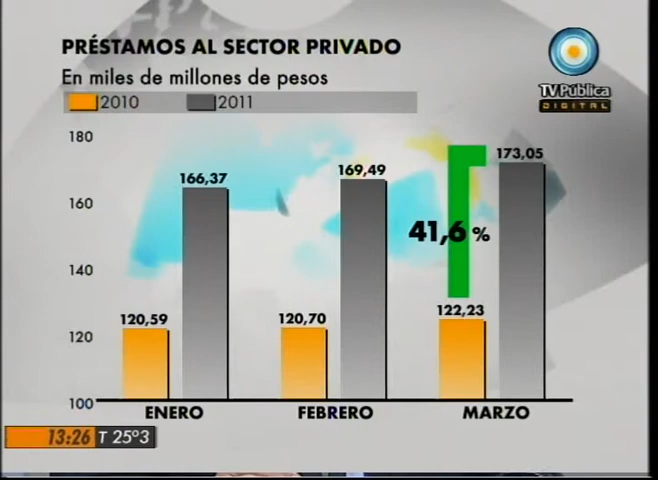 PRÉSTAMOS AL SECTOR PRIVADO
En miles de millones de pesos
2010 2011
TV Pública
DIGITAL
180
160
140
120
100
166,37
169,49
173,05
41,6 %
120,59
120,70
122,23
ENERO FEBRERO MARZO
13:26 T 25º3